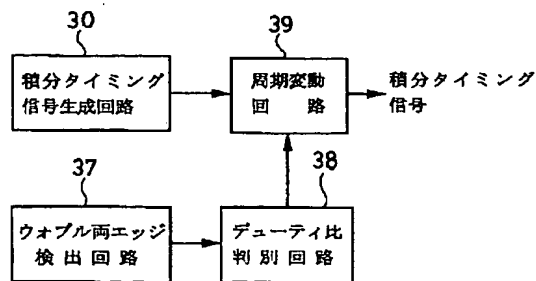 30
積分タイミング
信号生成回路
39
周期変動
回 路
積分タイミング
信号
37
ウォブル両エッジ
検出回路
38
デューティ比
判別回路